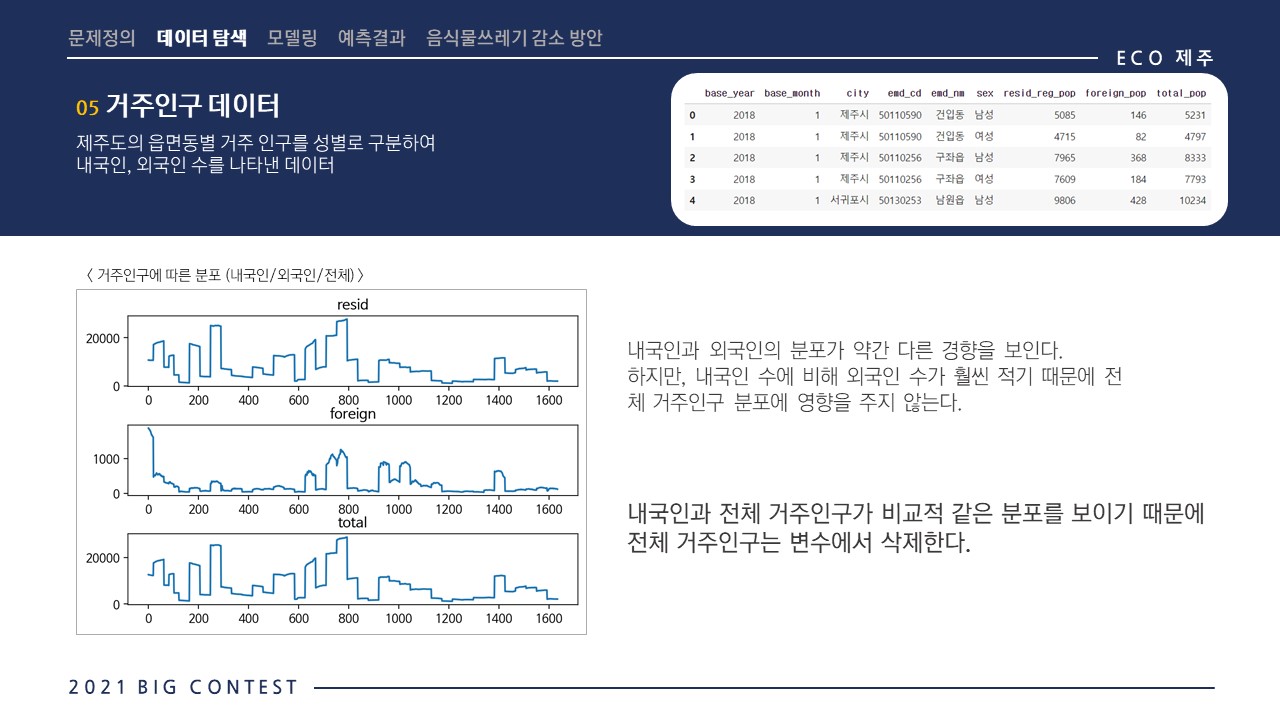 문제정의 데이터 탐색 모델링 예측결과 음식물쓰레기 감소 방안
ECO 제주
05 거주인구 데이터
제주도의 읍면동별 거주 인구를 성별로 구분하여
내국인, 외국인 수를 나타낸 데이터
base_year base_month city emd_cd emd_nm sex resid_reg_pop foreign_pop total_pop
0 2018 1 제주시 50110590 건입동 남성 5085 146 5231
1 2018 1 제주시 50110590 건입동 여성 4715 82 4797
2 2018 1 제주시 50110256 구좌읍 남성 7965 368 8333
3 2018 1 제주시 50110256 구좌읍 여성 7609 184 7793
4 2018 1 서귀포시 50130253 남원읍 남성 9806 428 10234
〈 거주인구에 따른 분포 (내국인/외국인/전체) 〉
resid
20000
0
0 200 400 600 800 1000 1200 1400 1600
foreign
1000
0
0 200 400 600 800 1000 1200 1400 1600
total
20000
0
0 200 400 600 800 1000 1200 1400 1600
내국인과 외국인의 분포가 약간 다른 경향을 보인다.
하지만, 내국인 수에 비해 외국인 수가 훨씬 적기 때문에 전
체 거주인구 분포에 영향을 주지 않는다.
내국인과 전체 거주인구가 비교적 같은 분포를 보이기 때문에
전체 거주인구는 변수에서 삭제한다.
2021 BIG CONTEST